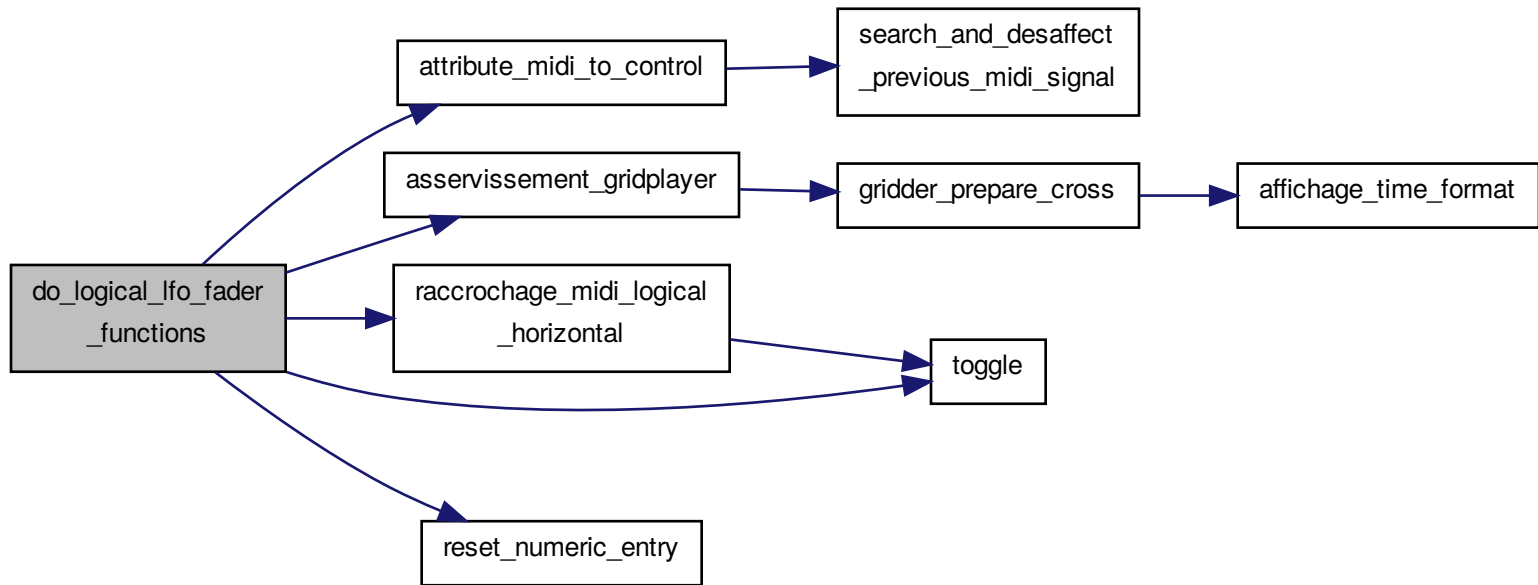 do_logical_lfo_fader
_functions
attribute_midi_to_control
search_and_desaffect
_previous_midi_signal
asservissement_gridplayer
gridder_prepare_cross
affichage_time_format
raccrochage_midi_logical
_horizontal
toggle
reset_numeric_entry